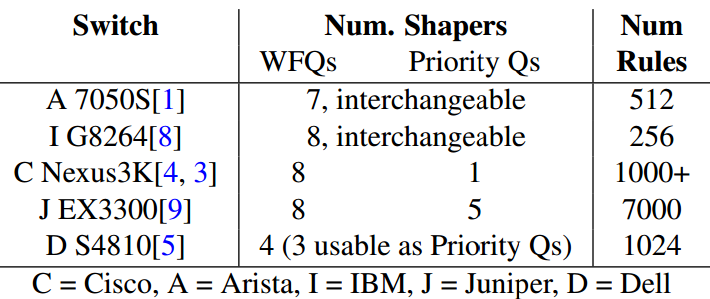 Switch Num. Shapers Num
WFQs Priority Qs Rules
A 7050S[1] 7, interchangeable 512
I G8264[8] 8, interchangeable 256
C Nexus3K[4, 3] 8 1 1000+
J EX3300[9] 8 5 7000
D S4810[5] 4 (3 usable as Priority Qs) 1024
C = Cisco, A = Arista, I = IBM, J = Juniper, D = Dell